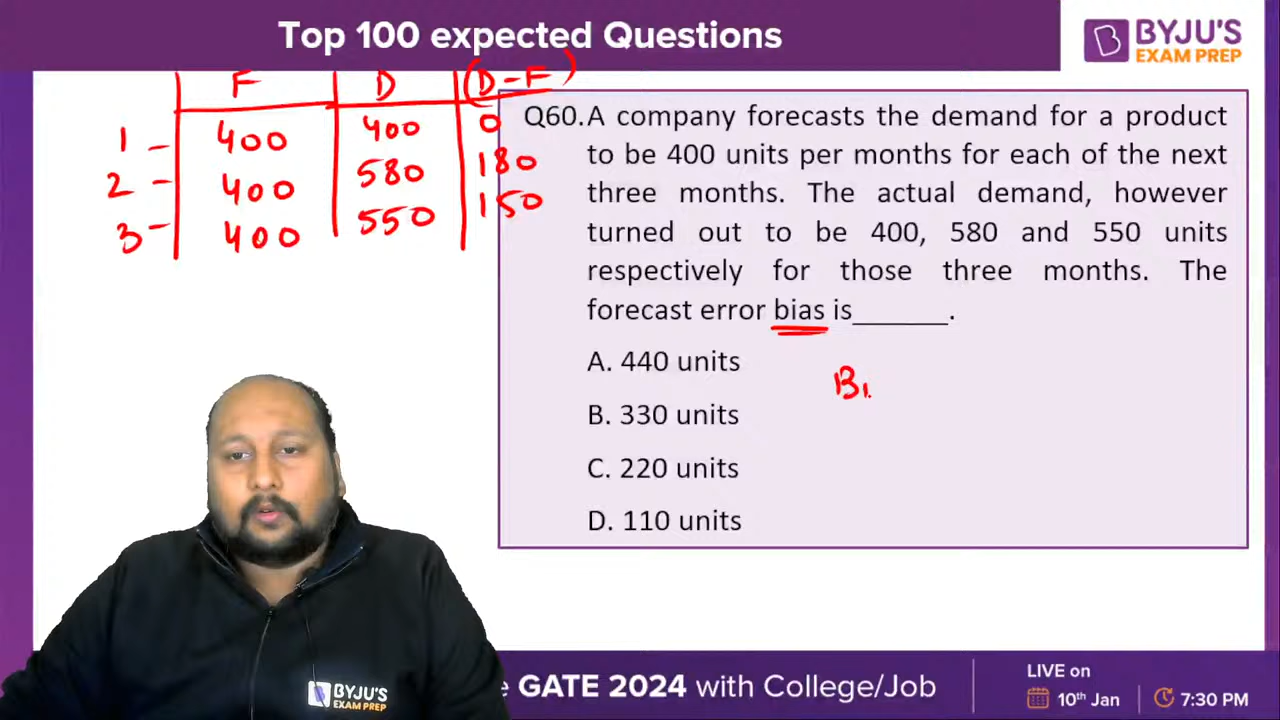 Top 100 expected Questions
BYJU'S
EXAM PREP
F D (D-F)
1 - 400 400 0
2 - 400 580 180
3 - 400 550 150
Q60. A company forecasts the demand for a product
to be 400 units per months for each of the next
three months. The actual demand, however
turned out to be 400, 580 and 550 units
respectively for those three months. The
forecast error bias is______.
A. 440 units
B. 330 units
C. 220 units
D. 110 units
BYJU'S
EXAM PREP
GATE 2024 with College/Job
LIVE on
10th Jan
7:30 PM